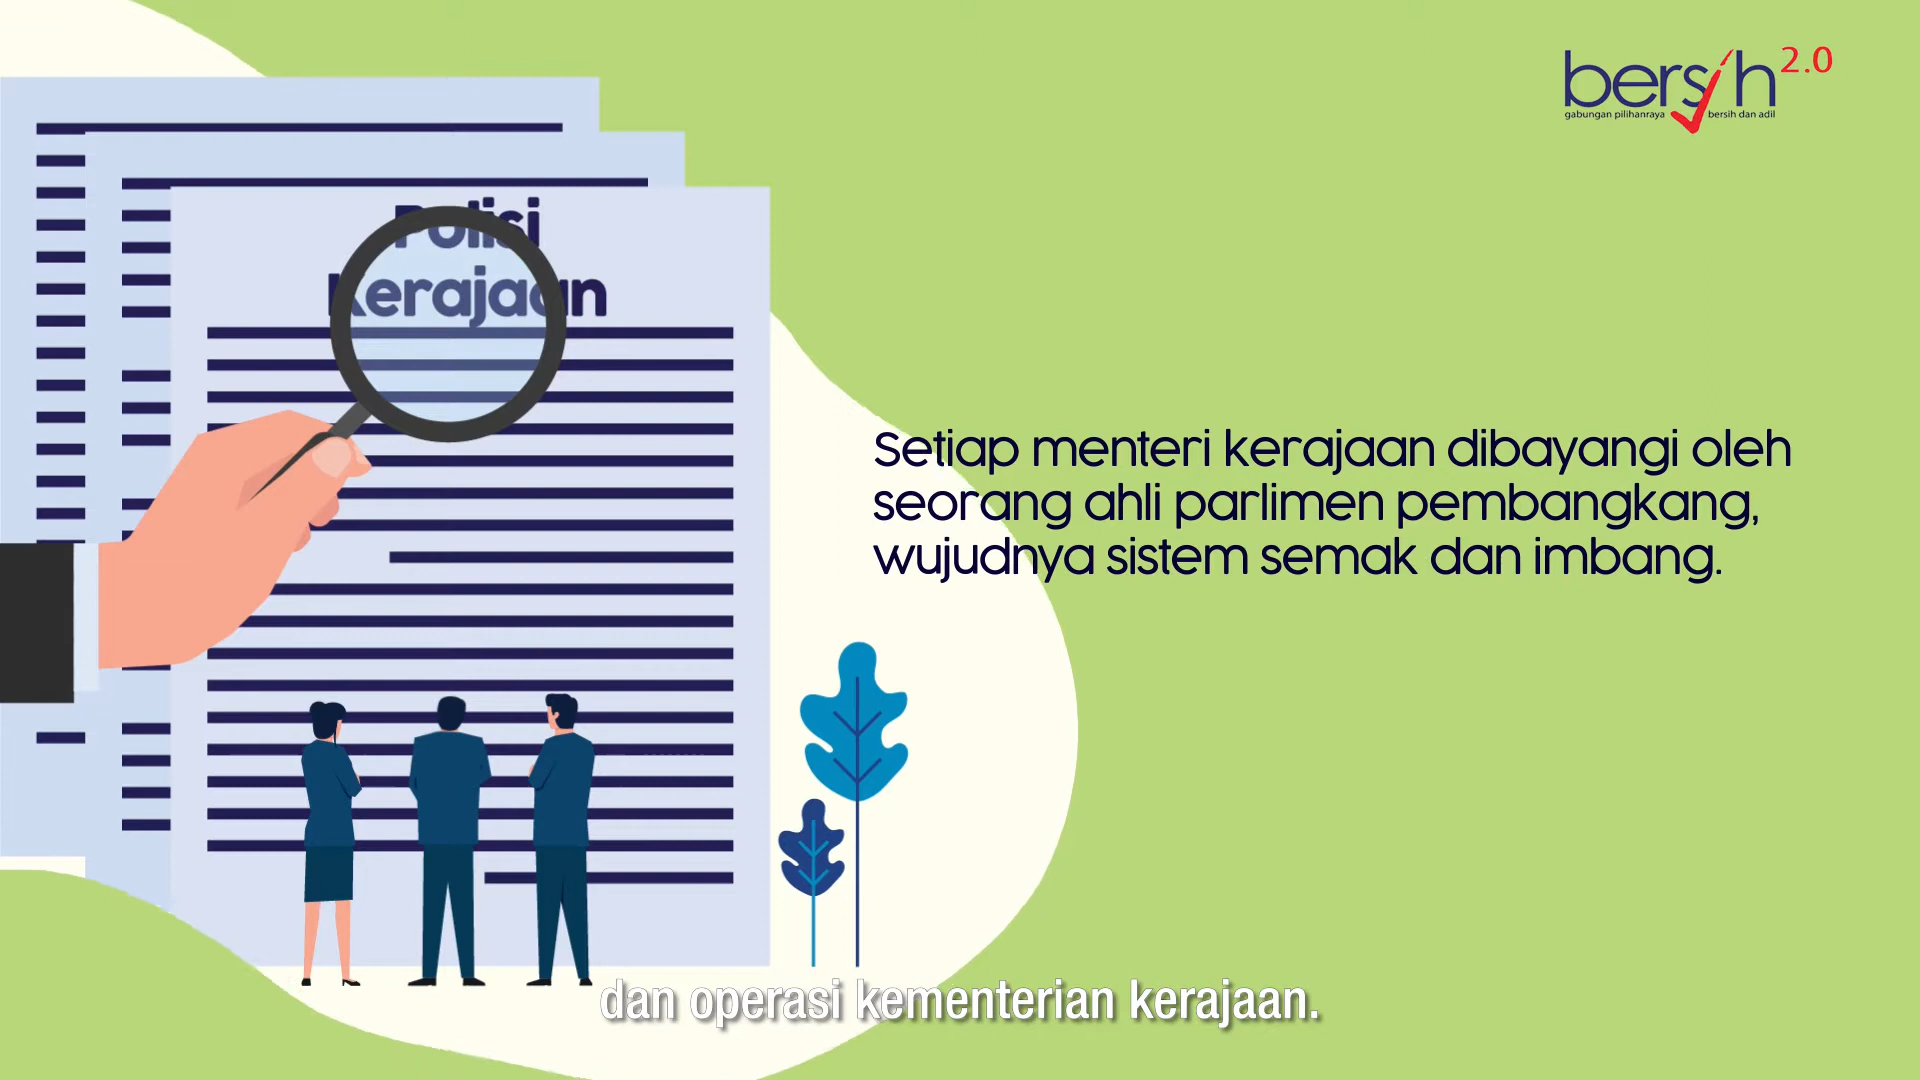 bersih 2.0
gabungan pilihanraya bersih dan adil
Polisi
Kerajaan
Setiap menteri kerajaan dibayangi oleh
seorang ahli parlimen pembangkang,
wujudnya sistem semak dan imbang.
dan operasi kementerian kerajaan.